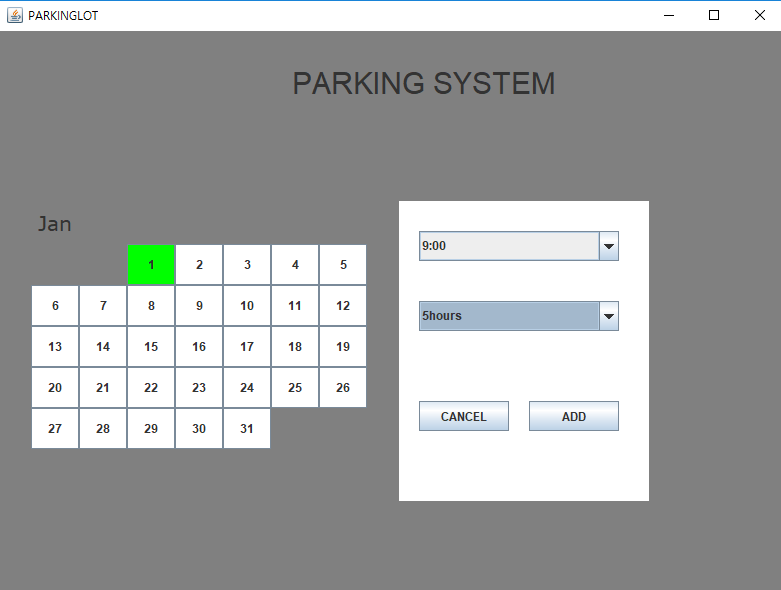 PARKINGLOT
PARKING SYSTEM
Jan
1 2 3 4 5
6 7 8 9 10 11 12
13 14 15 16 17 18 19
20 21 22 23 24 25 26
27 28 29 30 31
9:00
5hours
CANCEL ADD